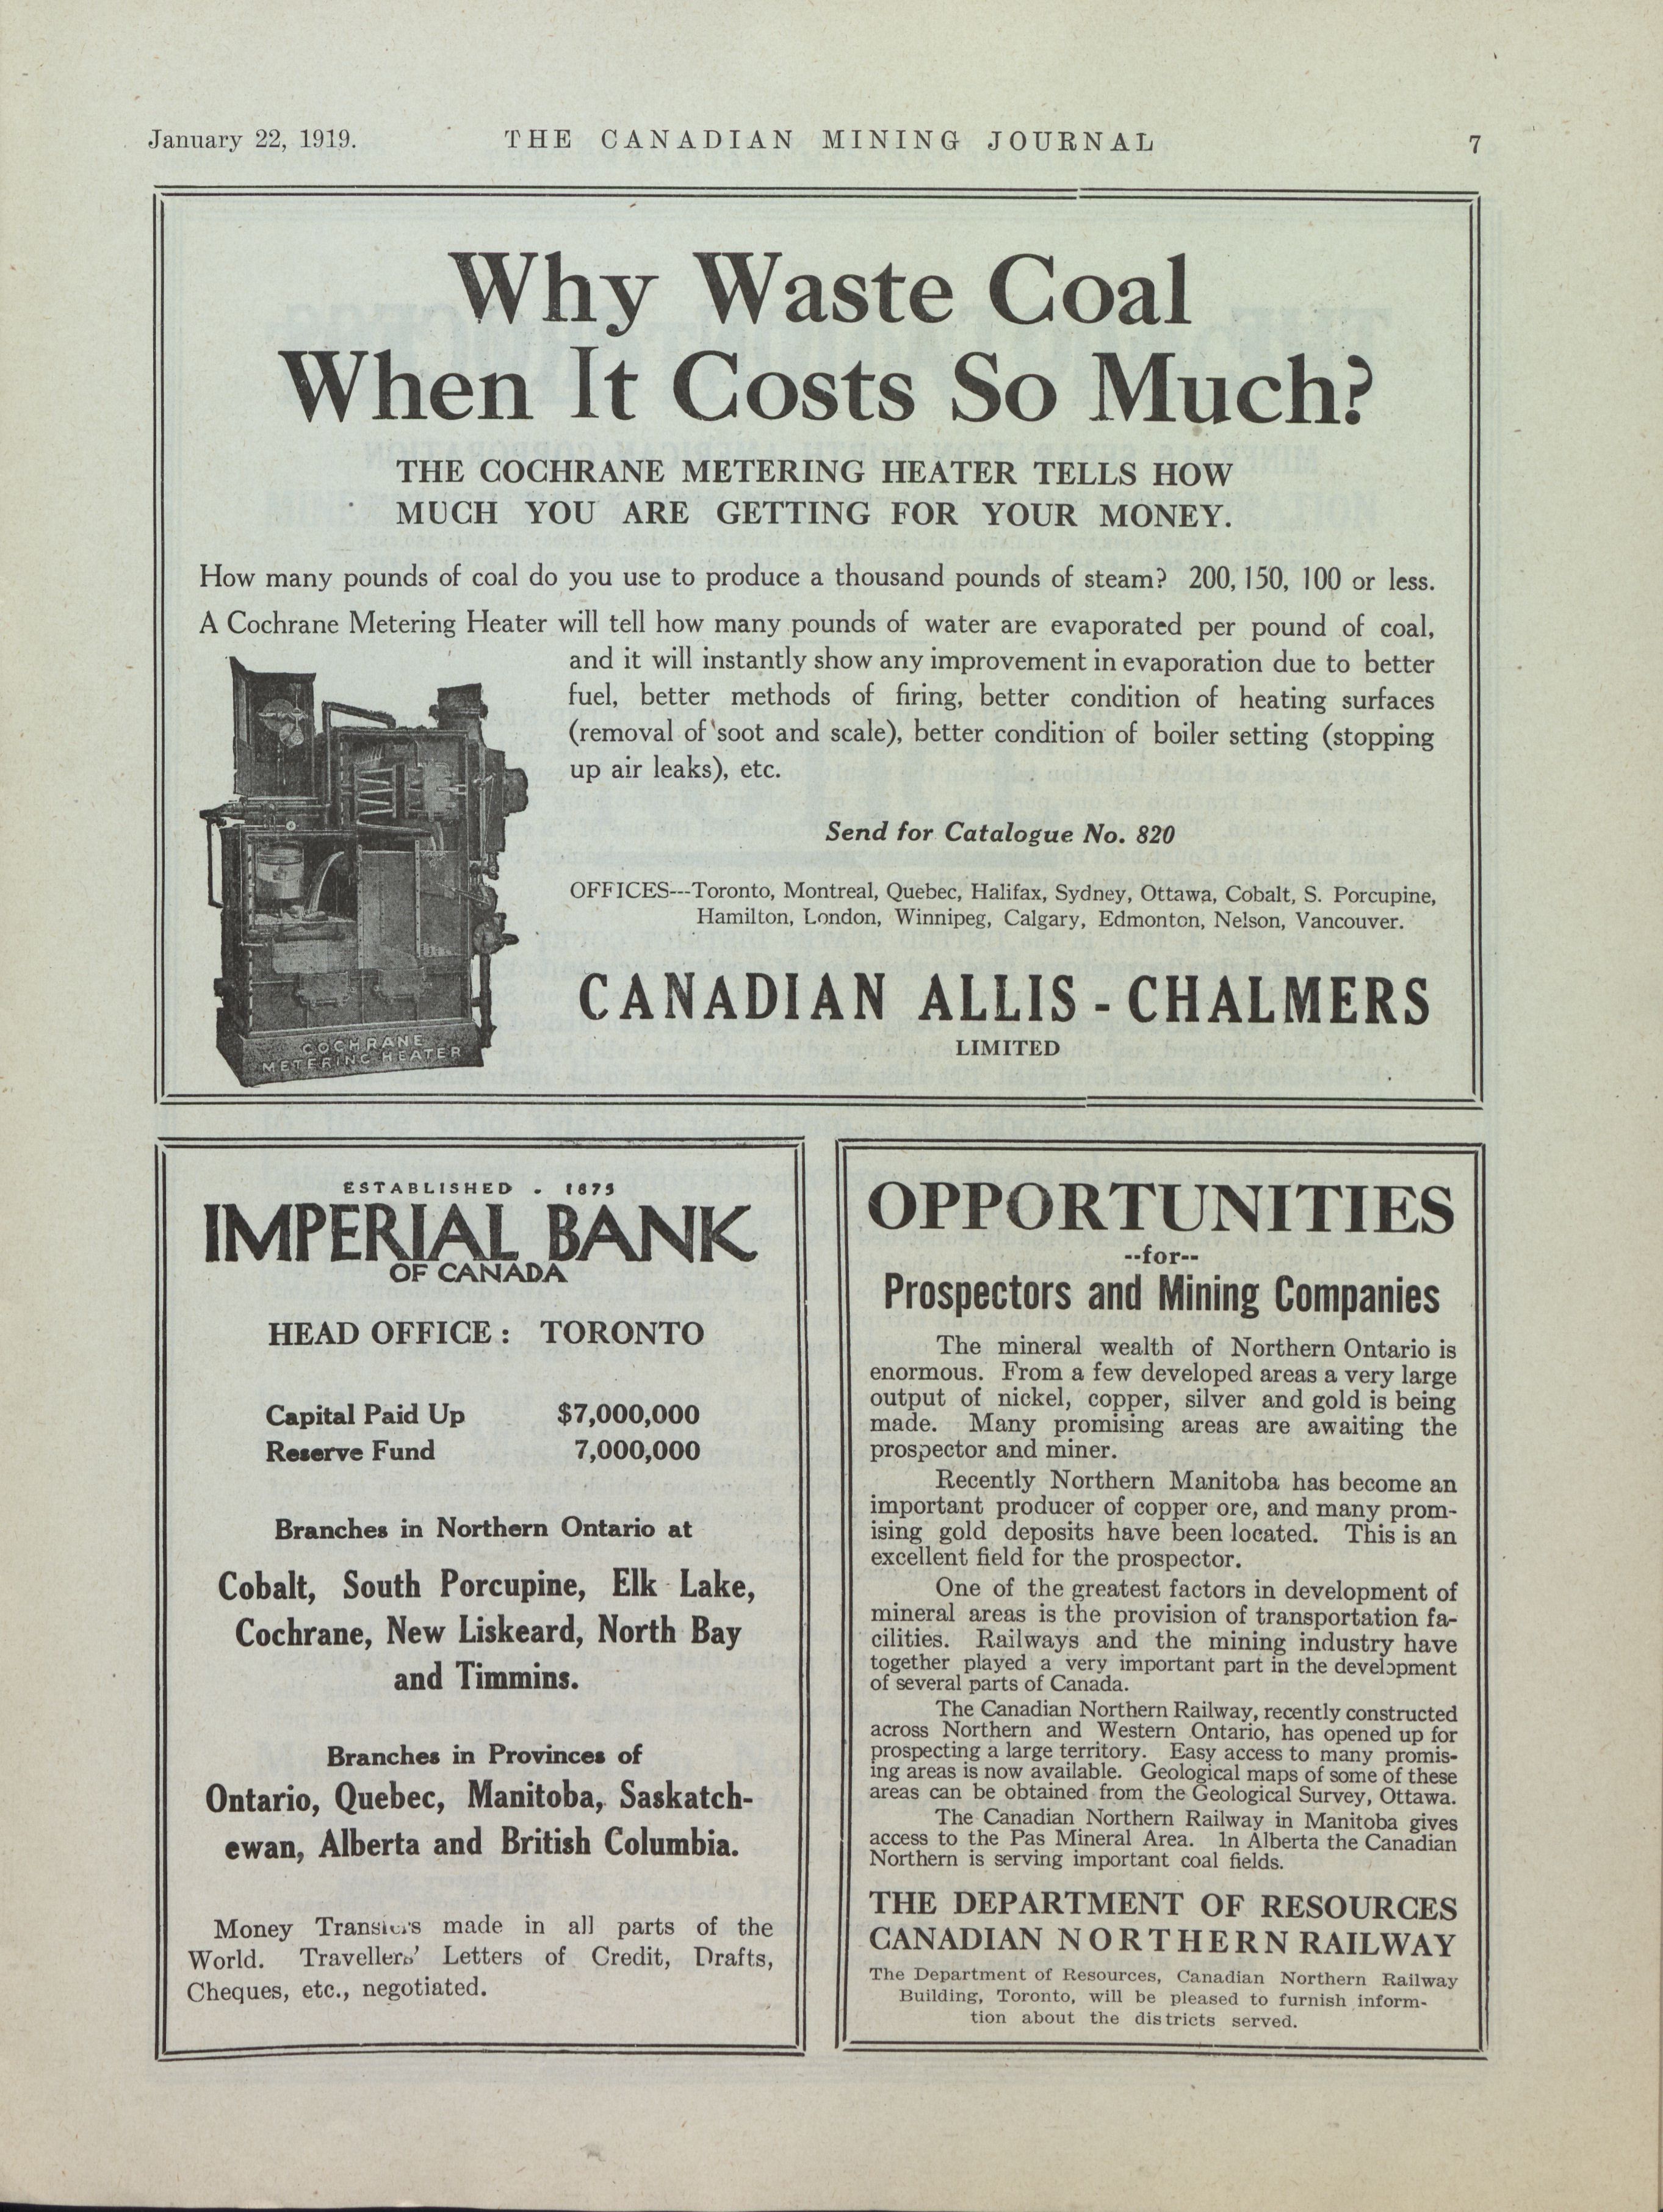 January 22, 1919.
THE CANADIAN MINING JOURNAL
7
Why Waste Coal
When It Costs So Much?
THE COCHRANE METERING HEATER TELLS HOW
MUCH YOU ARE GETTING FOR YOUR MONEY.
How many pounds of coal do you use to produce a thousand pounds of steam? 200, 150, 100 or less.
A Cochrane Metering Heater will tell how many pounds of water are evaporated per pound of coal,
and it will instantly show any improvement in evaporation due to better
fuel, better methods of firing, better condition of heating surfaces
(removal of soot and scale), better condition of boiler setting (stopping
up air leaks), etc.
Send for Catalogue No. 820
OFFICES---Toronto, Montreal, Quebec, Halifax, Sydney, Ottawa, Cobalt, S. Porcupine,
Hamilton, London, Winnipeg, Calgary, Edmonton, Nelson, Vancouver.
CANADIAN ALLIS-CHALMERS
LIMITED
COCHRANE
METERING HEATER
ESTABLISHED - 1875
IMPERIAL BANK
OF CANADA
HEAD OFFICE: TORONTO
Capital Paid Up $7,000,000
Reserve Fund 7,000,000
Branches in Northern Ontario at
Cobalt, South Porcupine, Elk Lake,
Cochrane, New Liskeard, North Bay
and Timmins.
Branches in Provinces of
Ontario, Quebec, Manitoba, Saskatch-
ewan, Alberta and British Columbia.
Money Transfers made in all parts of the
World. Travellers' Letters of Credit, Drafts,
Cheques, etc., negotiated.
OPPORTUNITIES
--for--
Prospectors and Mining Companies
The mineral wealth of Northern Ontario is
enormous. From a few developed areas a very large
output of nickel, copper, silver and gold is being
made. Many promising areas are awaiting the
prospector and miner.
Recently Northern Manitoba has become an
important producer of copper ore, and many prom-
ising gold deposits have been located. This is an
excellent field for the prospector.
One of the greatest factors in development of
mineral areas is the provision of transportation fa-
cilities. Railways and the mining industry have
together played a very important part in the development
of several parts of Canada.
The Canadian Northern Railway, recently constructed
across Northern and Western Ontario, has opened up for
prospecting a large territory. Easy access to many promis-
ing areas is now available. Geological maps of some of these
areas can be obtained from the Geological Survey, Ottawa.
The Canadian Northern Railway in Manitoba gives
access to the Pas Mineral Area. In Alberta the Canadian
Northern is serving important coal fields.
THE DEPARTMENT OF RESOURCES
CANADIAN NORTHERN RAILWAY
The Department of Resources, Canadian Northern Railway
Building, Toronto, will be pleased to furnish inform-
tion about the districts served.